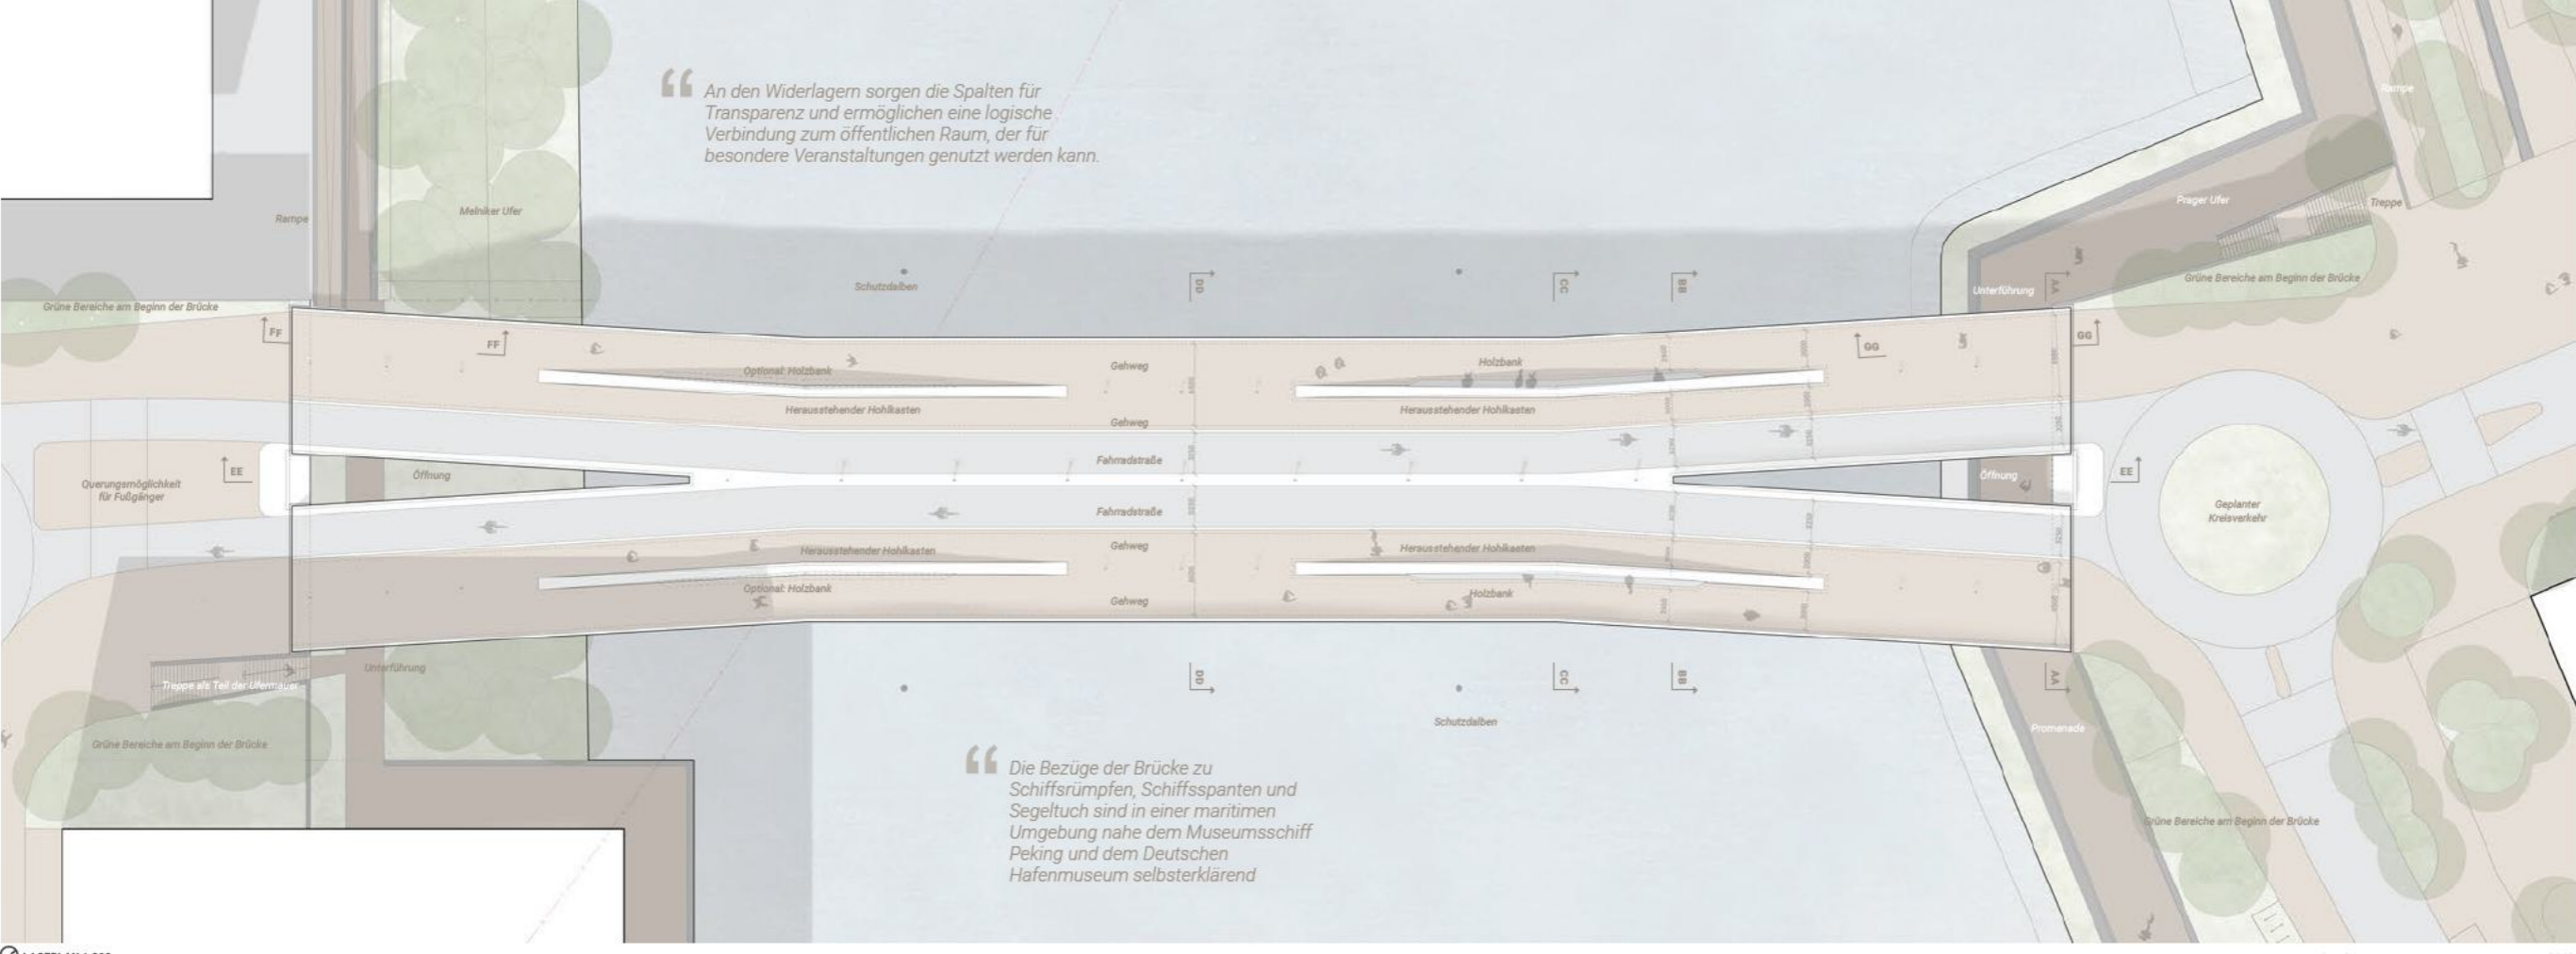 An den Widerlagern sorgen die Spalten für
Transparenz und ermöglichen eine logische
Verbindung zum öffentlichen Raum, der für
besondere Veranstaltungen genutzt werden kann.
Rampe
Prager Ufer
Treppe
Melniker Ufer
Rampe
Grüne Bereiche am Beginn der Brücke
Schutzdalben
DD
CC
BB
AA
Unterführung
Grüne Bereiche am Beginn der Brücke
FF
FF
GG
GG
Optional: Holzbank
Gehweg
Holzbank
Herausstehender Hohlkasten
Gehweg
Herausstehender Hohlkasten
Fahrradstraße
EE
Öffnung
Öffnung
EE
Querungsmöglichkeit
für Fußgänger
Geplanter
Kreisverkehr
Fahrradstraße
Herausstehender Hohlkasten
Gehweg
Herausstehender Hohlkasten
Optional: Holzbank
Gehweg
Holzbank
Unterführung
Treppe als Teil der Ufermauer
DD
CC
BB
AA
Schutzdalben
Promenade
Grüne Bereiche am Beginn der Brücke
Die Bezüge der Brücke zu
Schiffsrümpfen, Schiffsspanten und
Segeltuch sind in einer maritimen
Umgebung nahe dem Museumsschiff
Peking und dem Deutschen
Hafenmuseum selbsterklärend
Grüne Bereiche am Beginn der Brücke